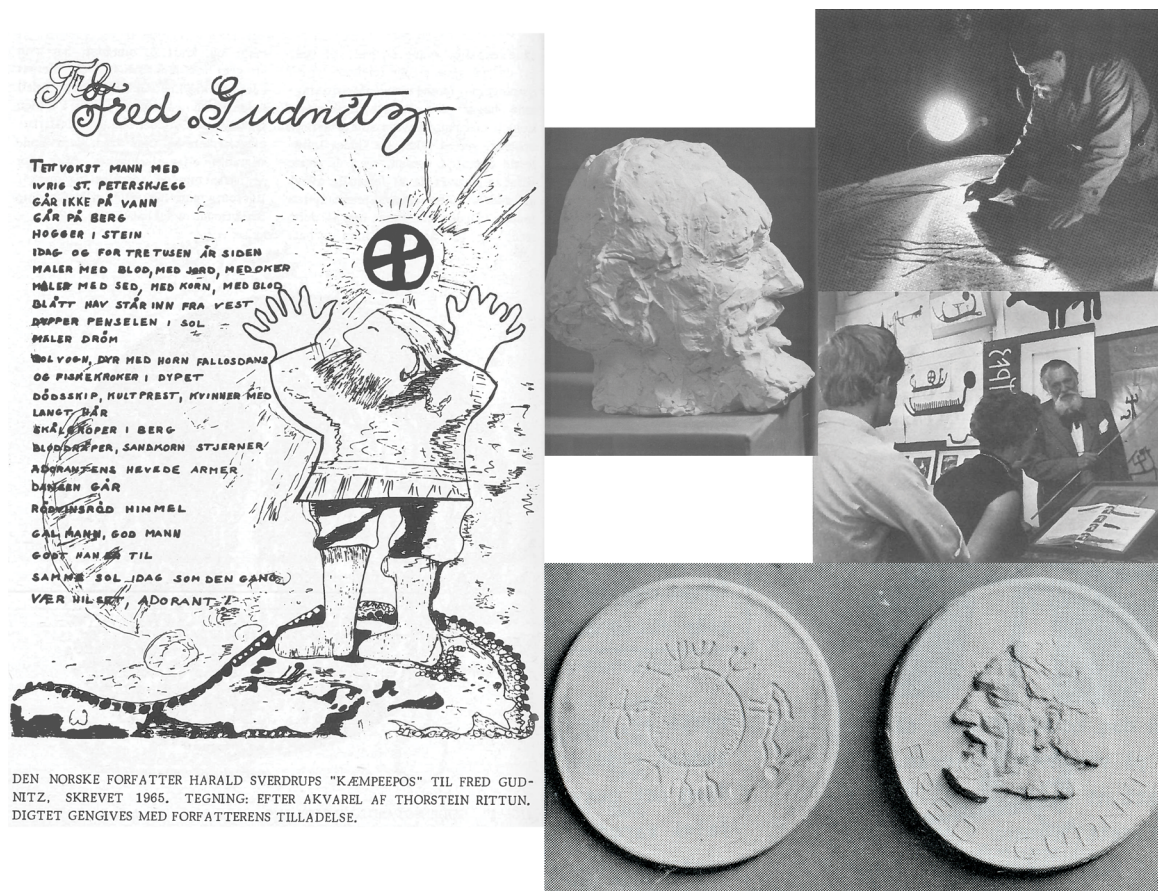 Fred Gudnitz
TETTVOKST MANN MED
IVRIG ST. PETERSKJEGG
GÅR IKKE PÅ VANN
GÅR PÅ BERG
HOGGER I STEIN
IDAG OG FOR TRETUSEN ÅR SIDEN
MALER MED BLOD, MED JORD, MED OKER
MALER MED SED, MED KORN, MED BLOD
BLÅTT HAV STÅR INN FRA VEST
DYPPER PENSELEN I SOL
MALER DRÖM
SOLVOGN, DYR MED HORN FALLOSDANS
OG FISKEKROKER I DYPET
DÖDSSKIP, KULTPREST, KVINNER MED
LANGT HÅR
SKÅLGROPER I BERG
BLODDRÅPER, SANDKORN STJERNER
ADORANTENS HEVEDE ARMER
DANSEN GÅR
RÖDVINSRÖD HIMMEL
GAL MANN, GOD MANN
GODT HAN ER TIL
SAMME SOL IDAG SOM DEN GANG
VÆR HILSET, ADORANT!
DEN NORSKE FORFATTER HARALD SVERDRUPS "KÆMPEEPOS" TIL FRED GUD-
NITZ, SKREVET 1965. TEGNING: EFTER AKVAREL AF THORSTEIN RITTUN.
DIGTET GENGIVES MED FORFATTERENS TILLADELSE.
FRED GUDNITZ